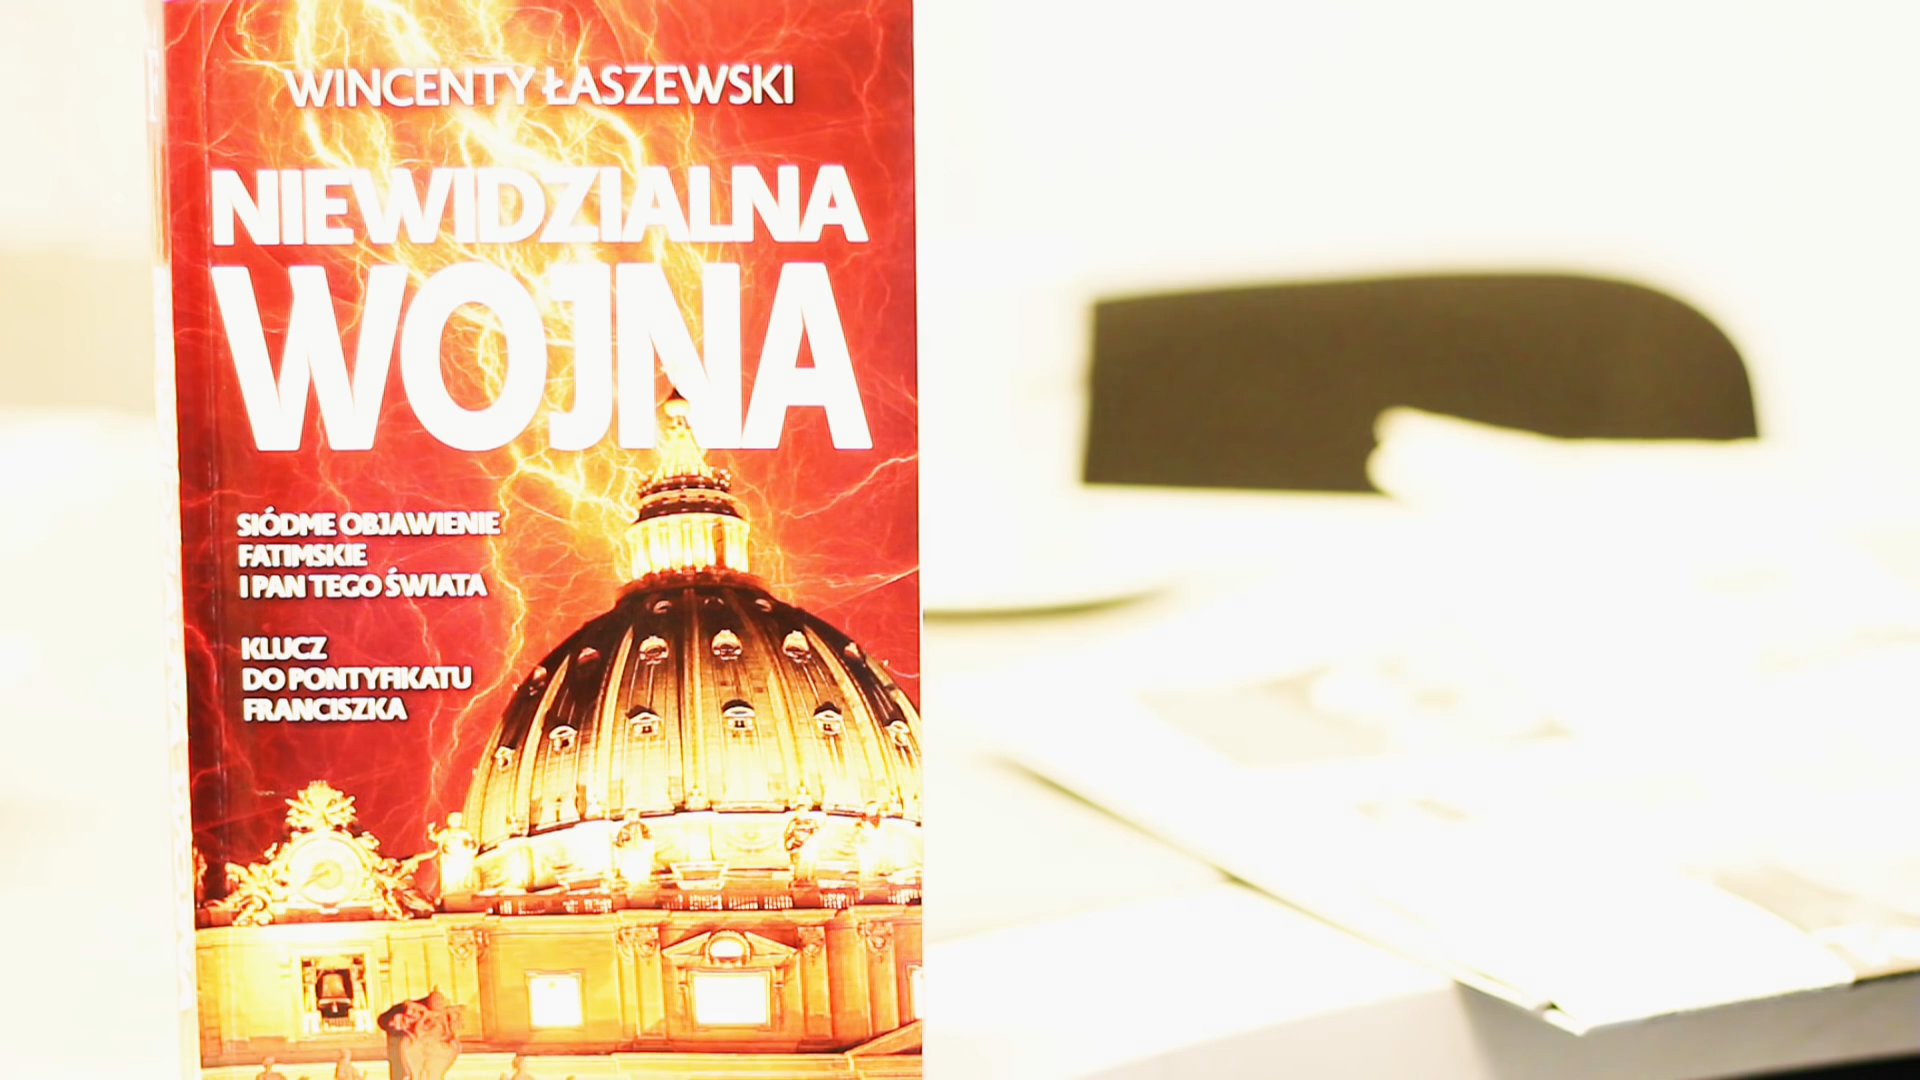 WINCENTY ŁASZEWSKI
NIEWIDZIALNA
WOJNA
SIÓDME OBJAWIENIE
FATIMSKIE
I PAN TEGO ŚWIATA
KLUCZ
DO PONTYFIKATU
FRANCISZKA